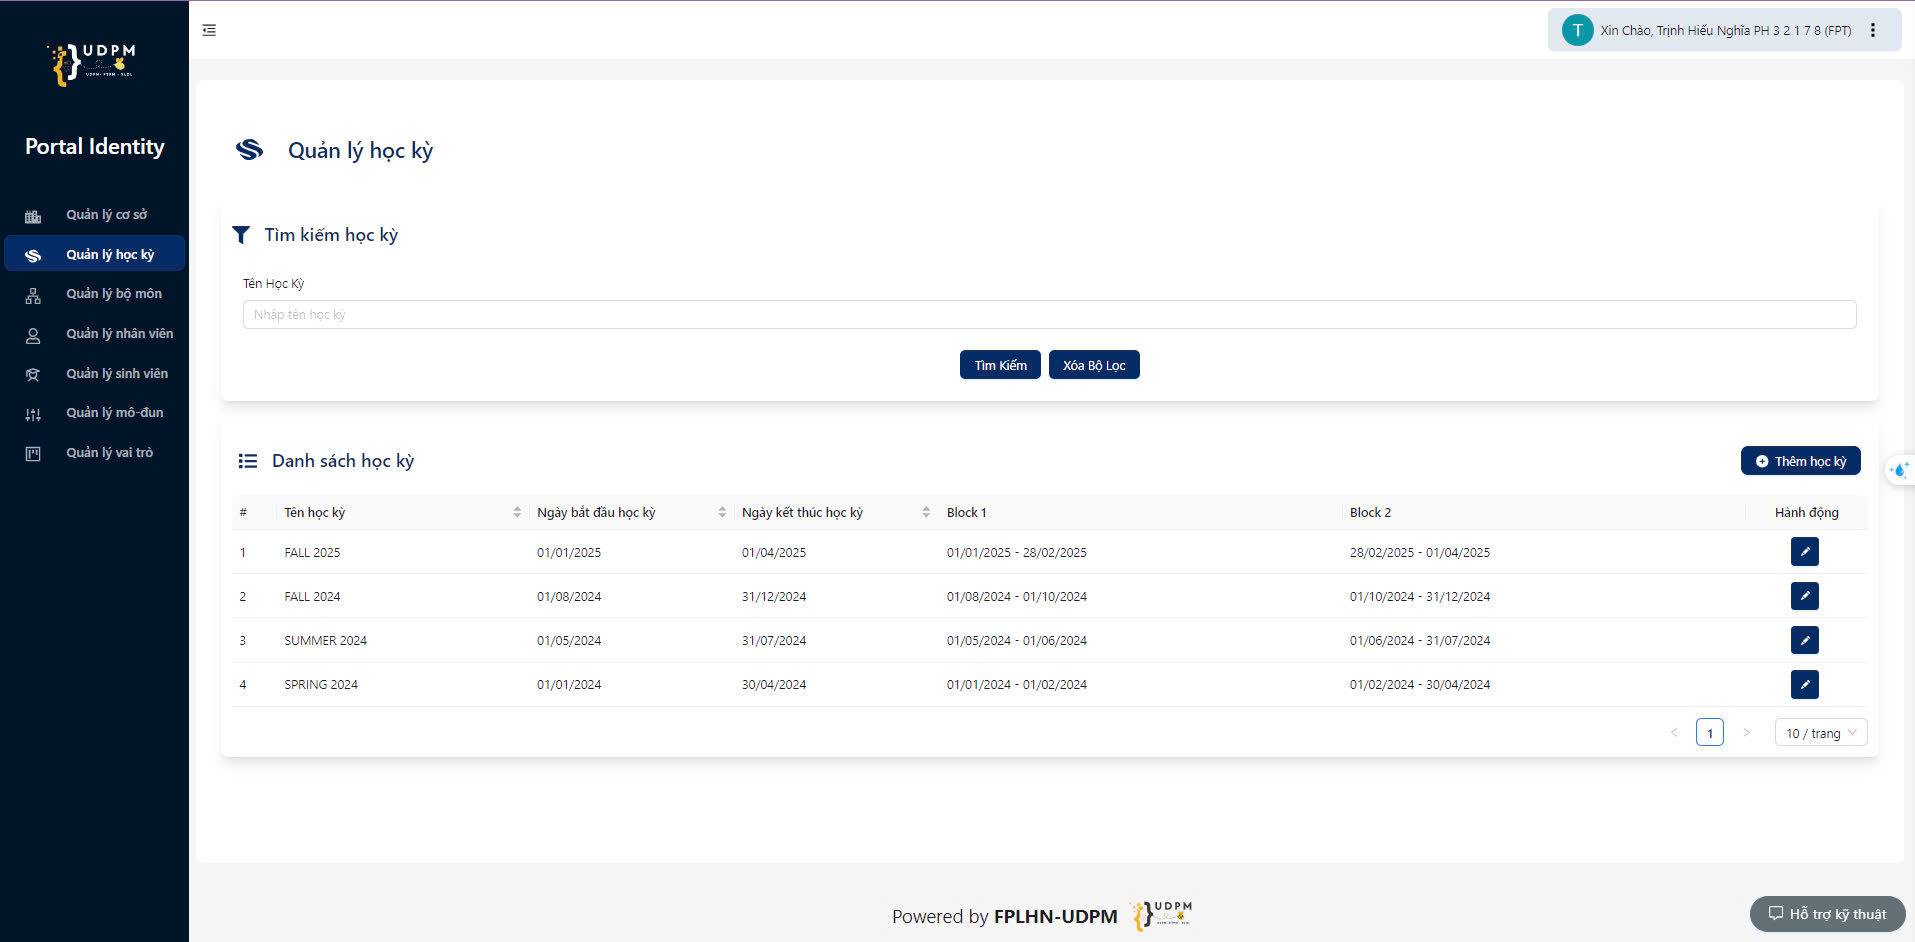 UDPM
Portal Identity
Quản lý cơ sở
Quản lý học kỳ
Quản lý bộ môn
Quản lý nhân viên
Quản lý sinh viên
Quản lý mô-đun
Quản lý vai trò
T Xin Chào, Trịnh Hiếu Nghĩa PH 3 2 1 7 8 (FPT)
Quản lý học kỳ
Tìm kiếm học kỳ
Tên Học Kỳ
Nhập tên học kỳ
Tìm Kiếm Xóa Bộ Lọc
Danh sách học kỳ
Thêm học kỳ
# Tên học kỳ Ngày bắt đầu học kỳ Ngày kết thúc học kỳ Block 1 Block 2 Hành động
1 FALL 2025 01/01/2025 01/04/2025 01/01/2025 - 28/02/2025 28/02/2025 - 01/04/2025
2 FALL 2024 01/08/2024 31/12/2024 01/08/2024 - 01/10/2024 01/10/2024 - 31/12/2024
3 SUMMER 2024 01/05/2024 31/07/2024 01/05/2024 - 01/06/2024 01/06/2024 - 31/07/2024
4 SPRING 2024 01/01/2024 30/04/2024 01/01/2024 - 01/02/2024 01/02/2024 - 30/04/2024
1 10 / trang
Powered by FPLHN-UDPM UDPM
Hỗ trợ kỹ thuật